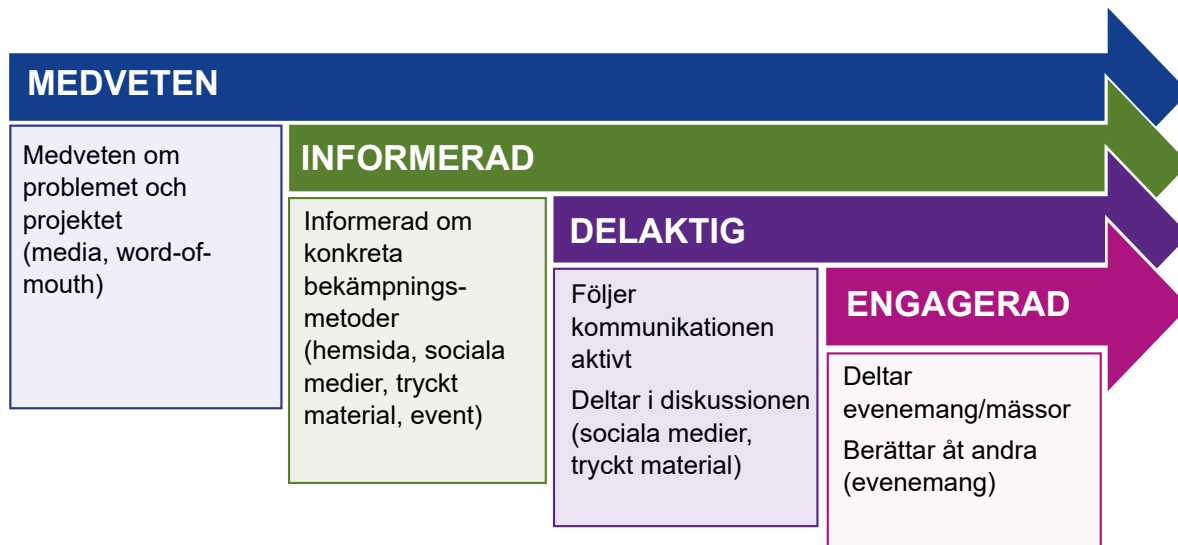 MEDVETEN
Medveten om
problemet och
projektet
(media, word-of-
mouth)
INFORMERAD
Informerad om
konkreta
bekämpnings-
metoder
(hemsida, sociala
medier, tryckt
material, event)
DELAKTIG
Följer
kommunikationen
aktivt
Deltar i diskussionen
(sociala medier,
tryckt material)
ENGAGERAD
Deltar
evenemang/mässor
Berättar åt andra
(evenemang)